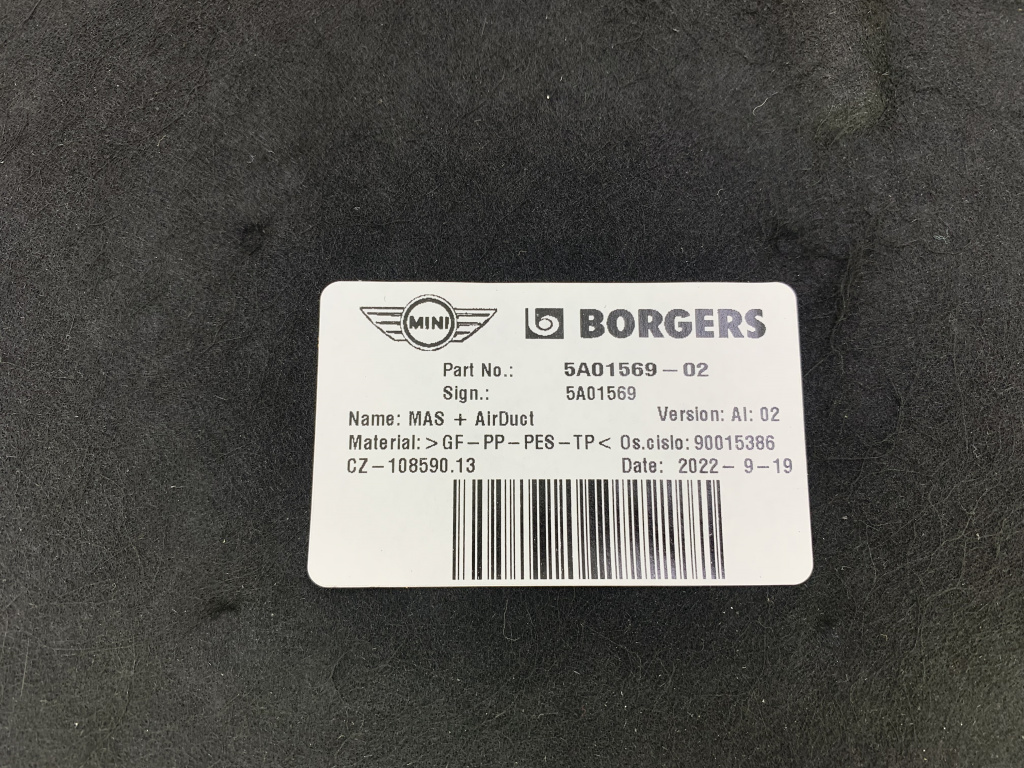 MINI BORGERS
Part No.: 5A01569-02
Sign.: 5A01569
Name: MAS + AirDuct Version: AI: 02
Material: >GF-PP-PES-TP< Os.cislo: 90015386
CZ-108590.13 Date: 2022- 9-19